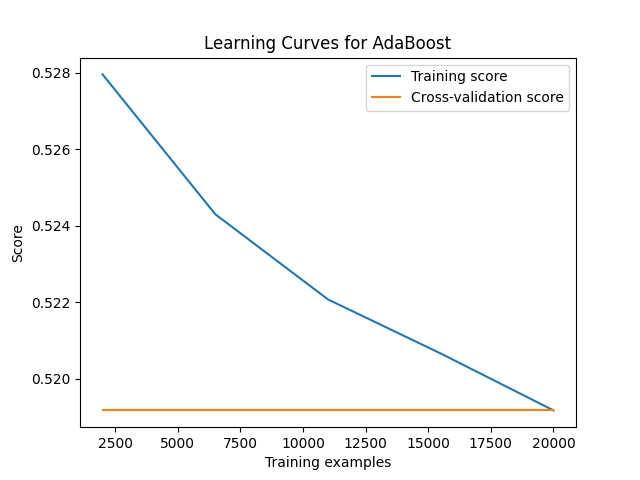 Learning Curves for AdaBoost
Training score
Cross-validation score
0.528
0.526
0.524
0.522
0.520
Score
2500 5000 7500 10000 12500 15000 17500 20000
Training examples